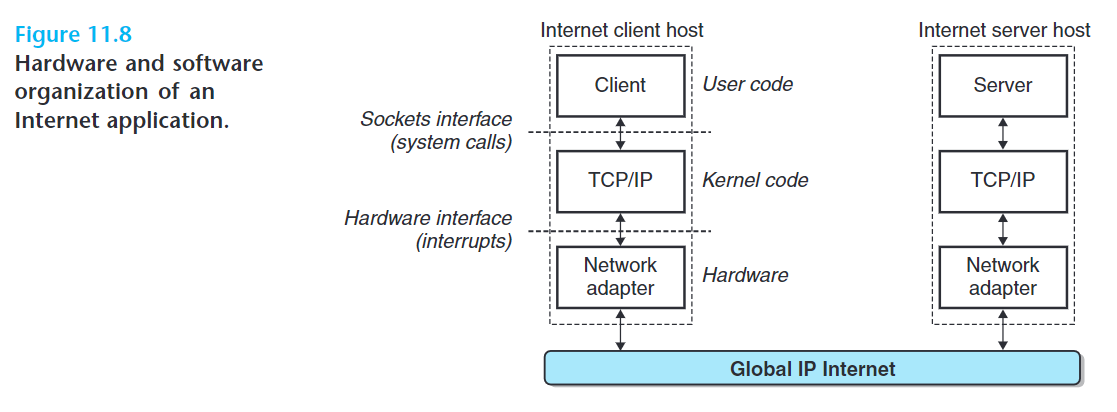 Figure 11.8
Hardware and software
organization of an
Internet application.
Internet client host
Internet server host
Client
User code
Server
Sockets interface
(system calls)
TCP/IP
Kernel code
TCP/IP
Hardware interface
(interrupts)
Network
adapter
Hardware
Network
adapter
Global IP Internet